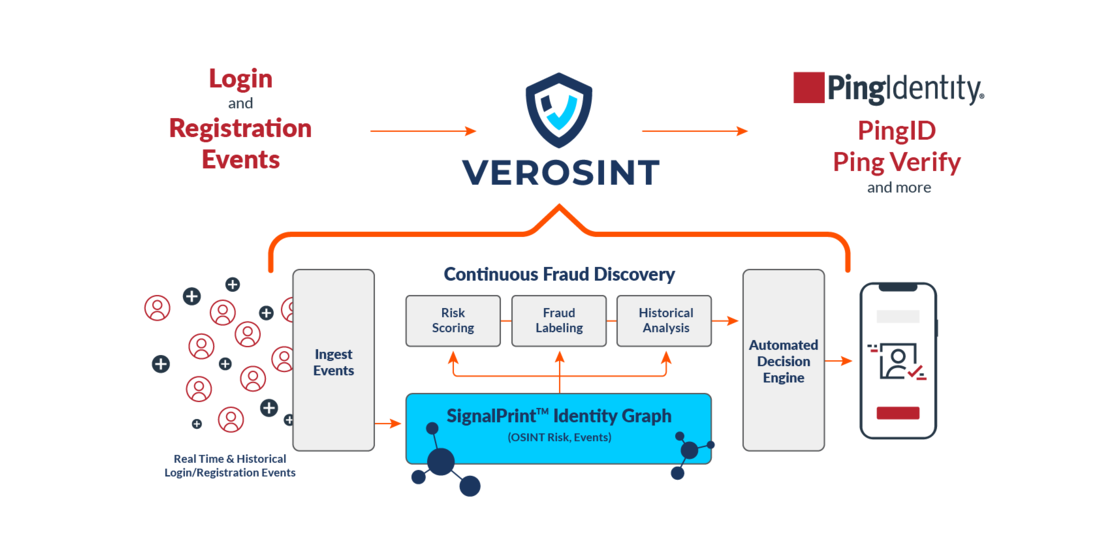 Login
and
Registration
Events
VEROSINT
PingIdentity®
PingID
Ping Verify
and more
Continuous Fraud Discovery
Risk
Scoring
Fraud
Labeling
Historical
Analysis
Ingest
Events
Automated
Decision
Engine
SignalPrint™ Identity Graph
(OSINT Risk, Events)
Real Time & Historical
Login/Registration Events